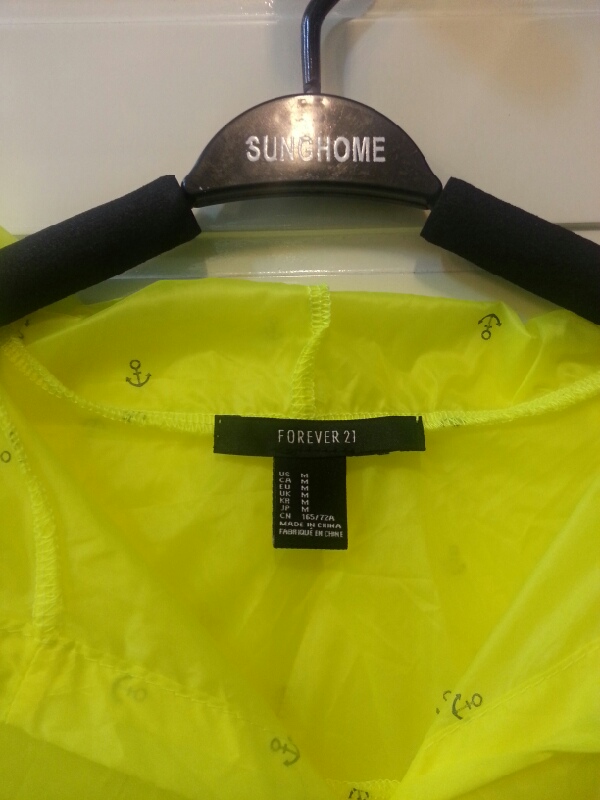 SUNGHOME
FOREVER 21
US M
CA M
EU M
UK M
KR M
JP M
CN 165/72A
MADE IN CHINA
FABRIQUÉ EN CHINE